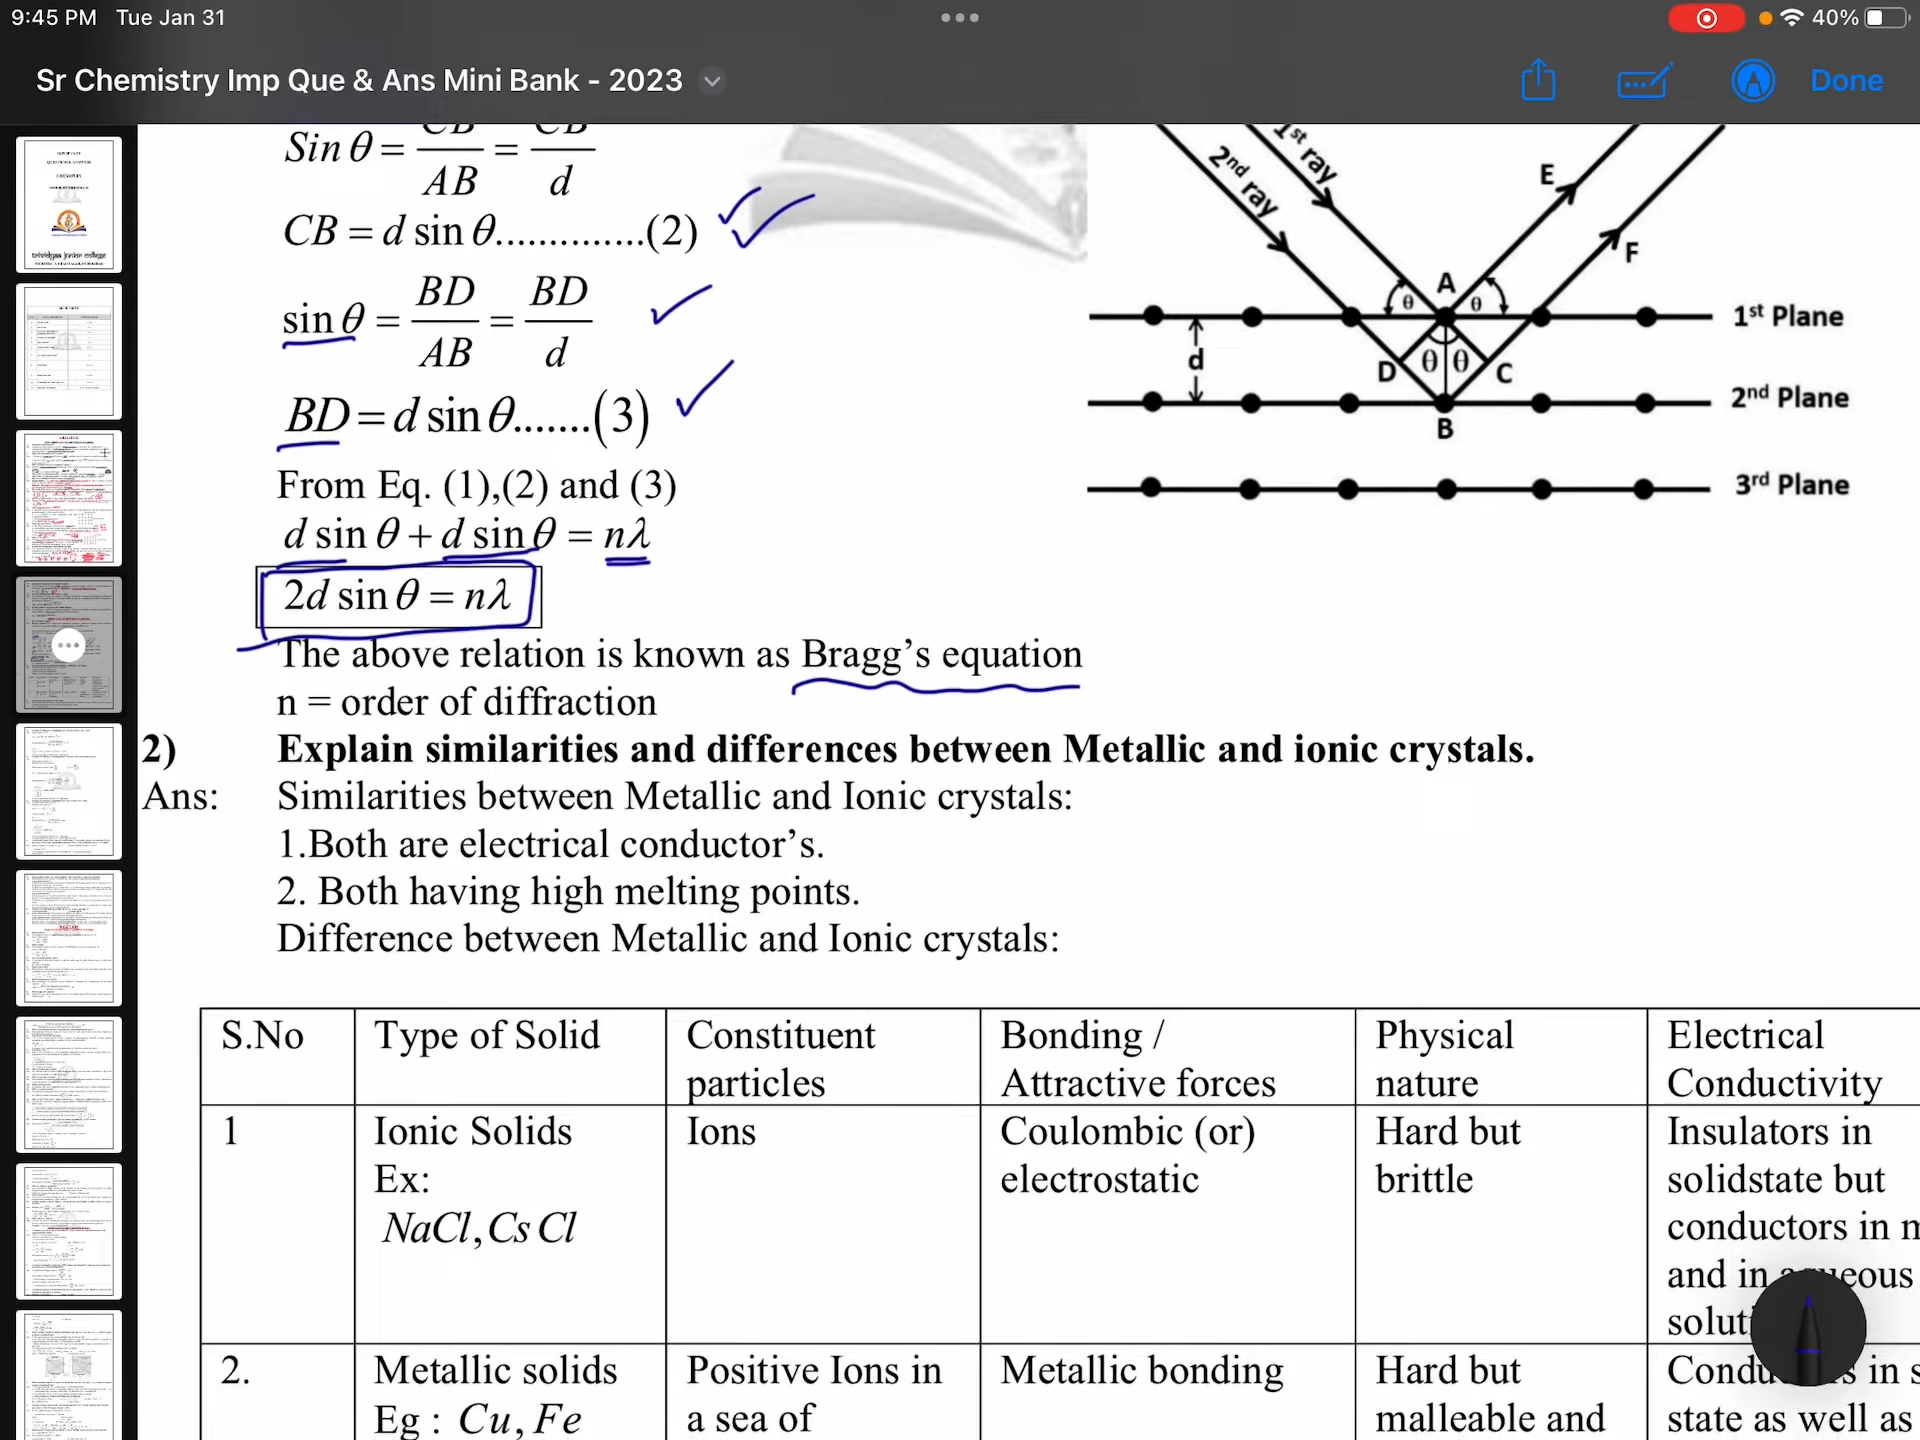 9:45 PM Tue Jan 31
40%
Sr Chemistry Imp Que & Ans Mini Bank - 2023
Done
Sin θ = CB/AB = CB/d
CB = d sin θ..............(2)
sin θ = BD/AB = BD/d
BD = d sin θ.......(3)
From Eq. (1),(2) and (3)
d sin θ + d sin θ = nλ
2d sin θ = nλ
The above relation is known as Bragg's equation
n = order of diffraction
1st ray
2nd ray
E
F
A
θ θ
1st Plane
d
D θ θ C
2nd Plane
B
3rd Plane
2) Explain similarities and differences between Metallic and ionic crystals.
Ans: Similarities between Metallic and Ionic crystals:
1.Both are electrical conductor's.
2. Both having high melting points.
Difference between Metallic and Ionic crystals:
S.No Type of Solid Constituent particles Bonding / Attractive forces Physical nature Electrical Conductivity
1 Ionic Solids Ions Coulombic (or) Hard but Insulators in
Ex: electrostatic brittle solidstate but
NaCl, Cs Cl conductors in
and in
2. Metallic solids Positive Ions in Metallic bonding Hard but in
Eg : Cu, Fe a sea of malleable and state as well as
trividyaa junior college